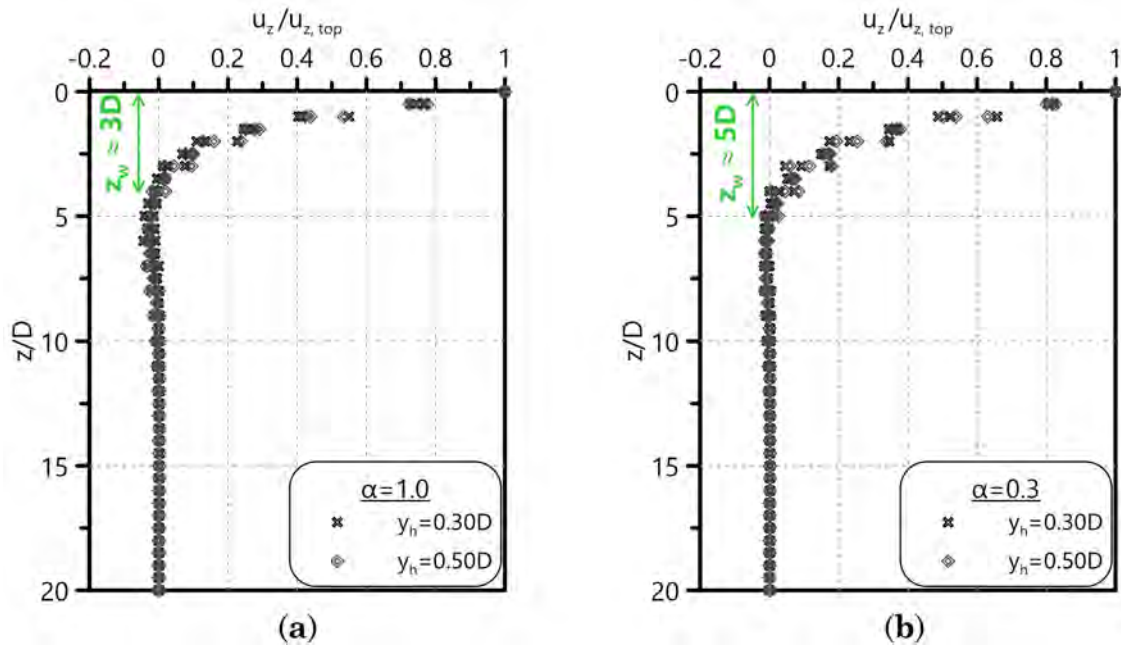 u_z/u_z, top
-0.2 0 0.2 0.4 0.6 0.8 1
0
5
10
15
20
z/D
z_w ≈ 3D
α=1.0
y_h=0.30D
y_h=0.50D
(a)
u_z/u_z, top
-0.2 0 0.2 0.4 0.6 0.8 1
0
5
10
15
20
z/D
z_w ≈ 5D
α=0.3
y_h=0.30D
y_h=0.50D
(b)